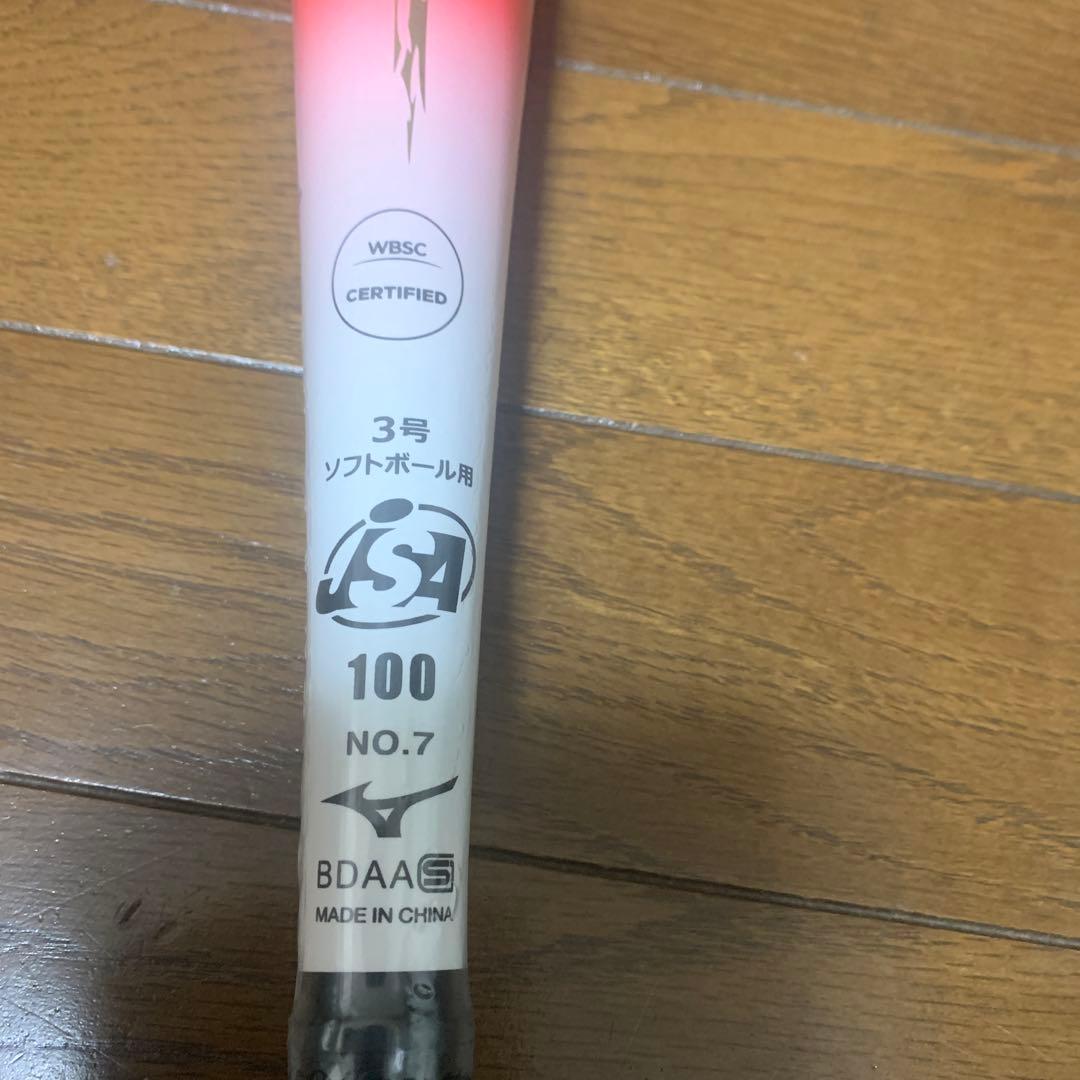 WBSC
CERTIFIED
3号
ソフトボール用
JSA
100
NO.7
BDAA S
MADE IN CHINA